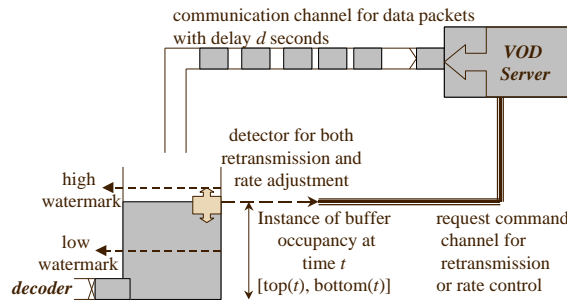 communication channel for data packets
with delay d seconds
VOD
Server
detector for both
retransmission and
rate adjustment
high
watermark
low
watermark
decoder
Instance of buffer
occupancy at
time t
[top(t), bottom(t)]
request command
channel for
retransmission
or rate control